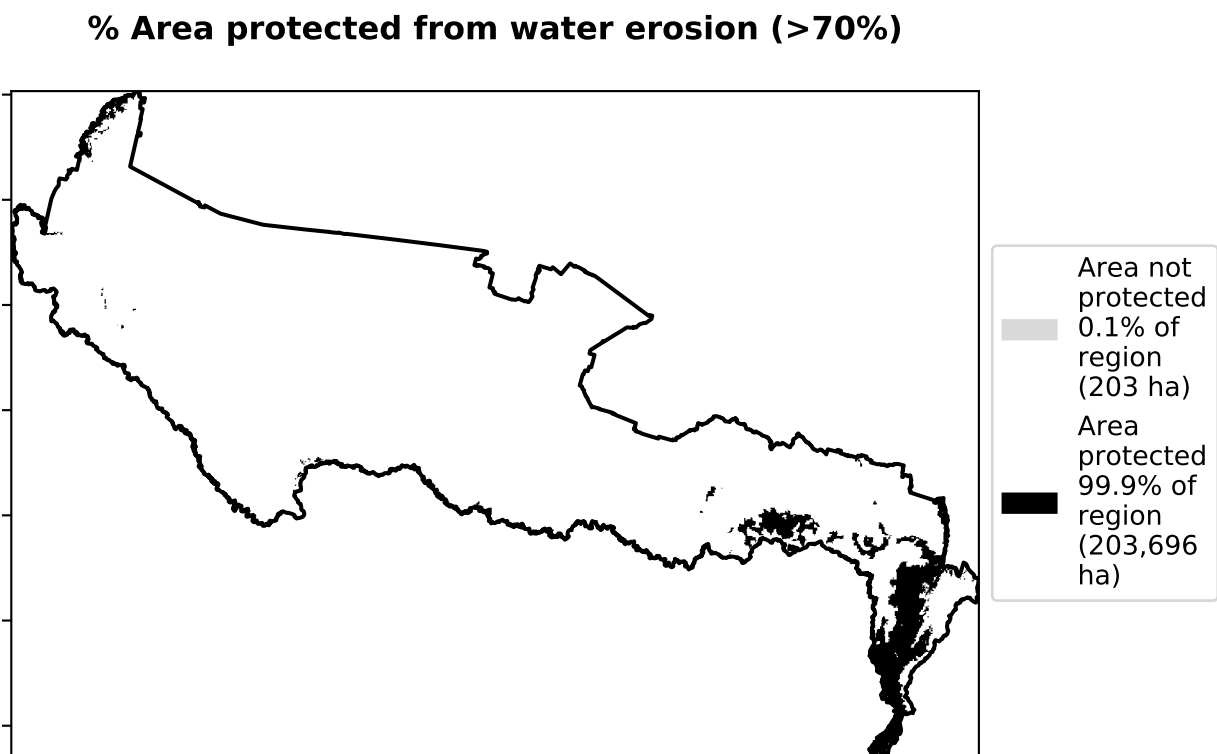 % Area protected from water erosion (>70%)
Area not
protected
0.1% of
region
(203 ha)
Area
protected
99.9% of
region
(203,696
ha)